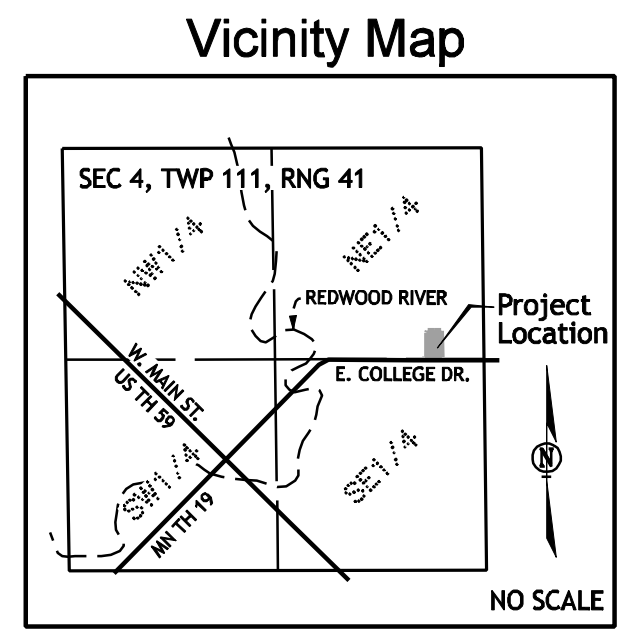 Vicinity Map
SEC 4, TWP 111, RNG 41
NW1/4
NE1/4
REDWOOD RIVER
Project
Location
W. MAIN ST.
US TH 59
E. COLLEGE DR.
SW1/4
SE1/4
MN TH 19
N
NO SCALE